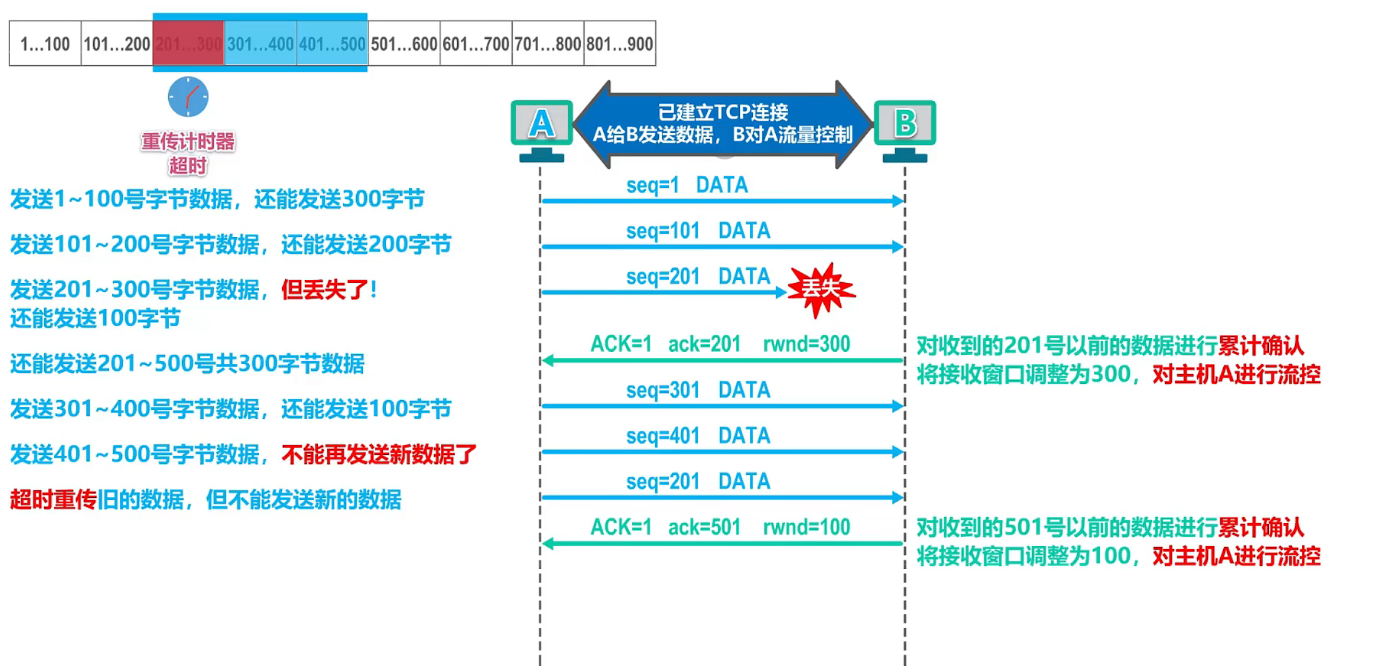 1…100 101…200 201…300 301…400 401…500 501…600 601…700 701…800 801…900
重传计时器
超时
A
已建立TCP连接
A给B发送数据，B对A流量控制
B
发送1~100号字节数据，还能发送300字节
seq=1 DATA
发送101~200号字节数据，还能发送200字节
seq=101 DATA
发送201~300号字节数据，但丢失了!
还能发送100字节
seq=201 DATA
丢失
还能发送201~500号共300字节数据
ACK=1 ack=201 rwnd=300
对收到的201号以前的数据进行累计确认
将接收窗口调整为300，对主机A进行流控
发送301~400号字节数据，还能发送100字节
seq=301 DATA
发送401~500号字节数据，不能再发送新数据了
seq=401 DATA
超时重传旧的数据，但不能发送新的数据
seq=201 DATA
ACK=1 ack=501 rwnd=100
对收到的501号以前的数据进行累计确认
将接收窗口调整为100，对主机A进行流控